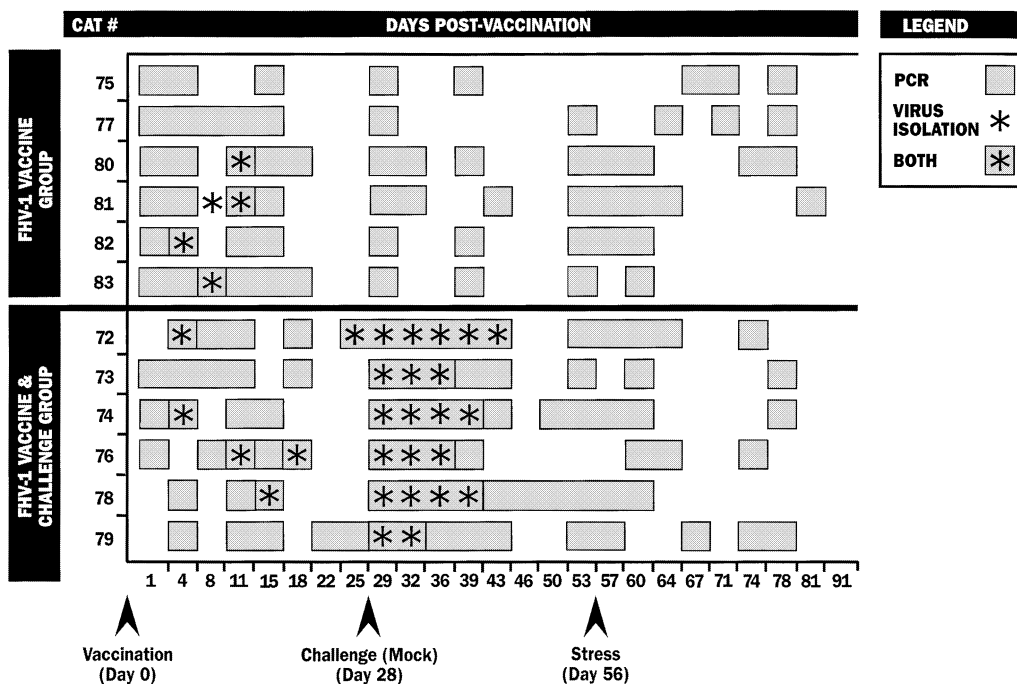 CAT # DAYS POST-VACCINATION
LEGEND
PCR
VIRUS
ISOLATION
BOTH
FHV-1 VACCINE
GROUP
75
77
80
81
82
83
FHV-1 VACCINE &
CHALLENGE GROUP
72
73
74
76
78
79
1 4 8 11 15 18 22 25 29 32 36 39 43 46 50 53 57 60 64 67 71 74 78 81 91
Vaccination
(Day 0)
Challenge (Mock)
(Day 28)
Stress
(Day 56)